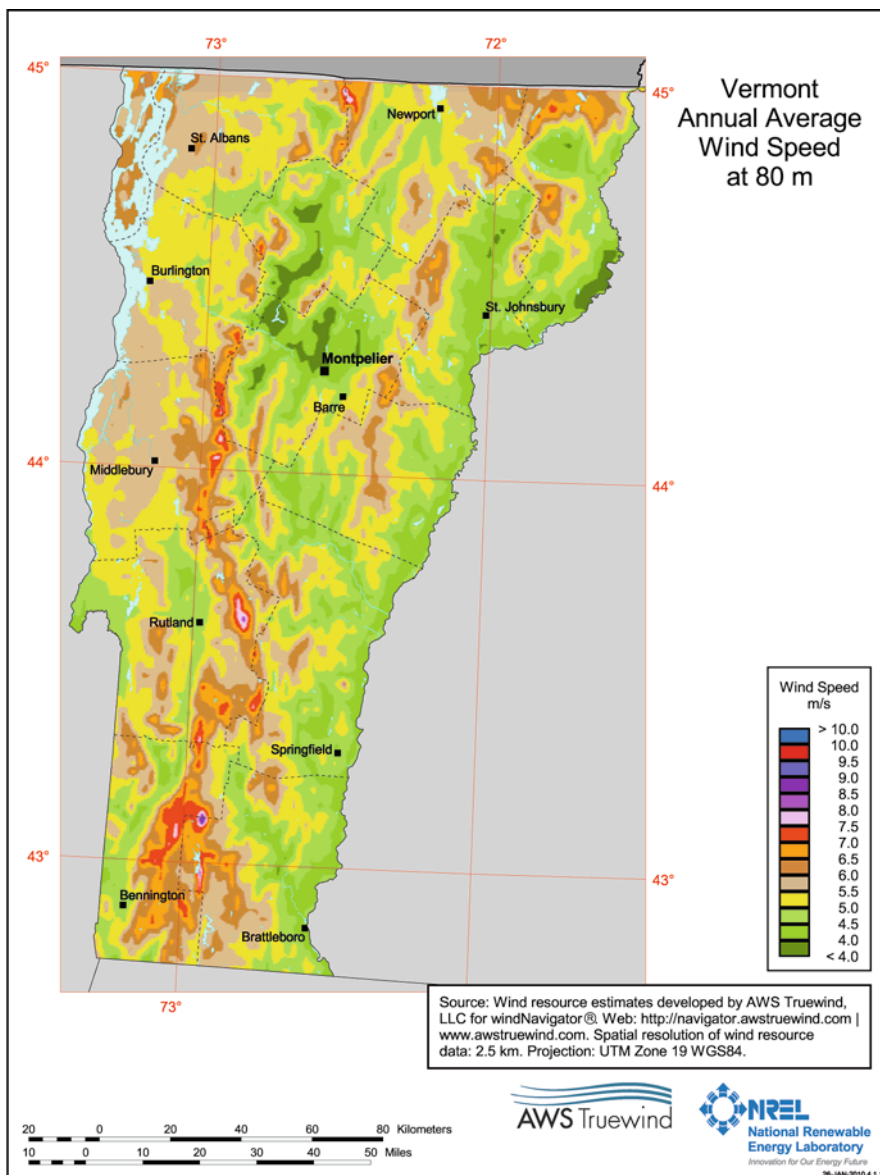 Vermont
Annual Average
Wind Speed
at 80 m
73°
72°
45°
45°
Newport
St. Albans
Burlington
St. Johnsbury
Montpelier
Barre
44°
Middlebury
44°
Rutland
Springfield
43°
43°
Bennington
Brattleboro
73°
Wind Speed
m/s
> 10.0
10.0
9.5
9.0
8.5
8.0
7.5
7.0
6.5
6.0
5.5
5.0
4.5
4.0
< 4.0
Source: Wind resource estimates developed by AWS Truewind,
LLC for windNavigator®. Web: http://navigator.awstruewind.com |
www.awstruewind.com. Spatial resolution of wind resource
data: 2.5 km. Projection: UTM Zone 19 WGS84.
20 0 20 40 60 80 Kilometers
10 0 10 20 30 40 50 Miles
AWS Truewind
NREL
National Renewable
Energy Laboratory
Innovation for Our Energy Future